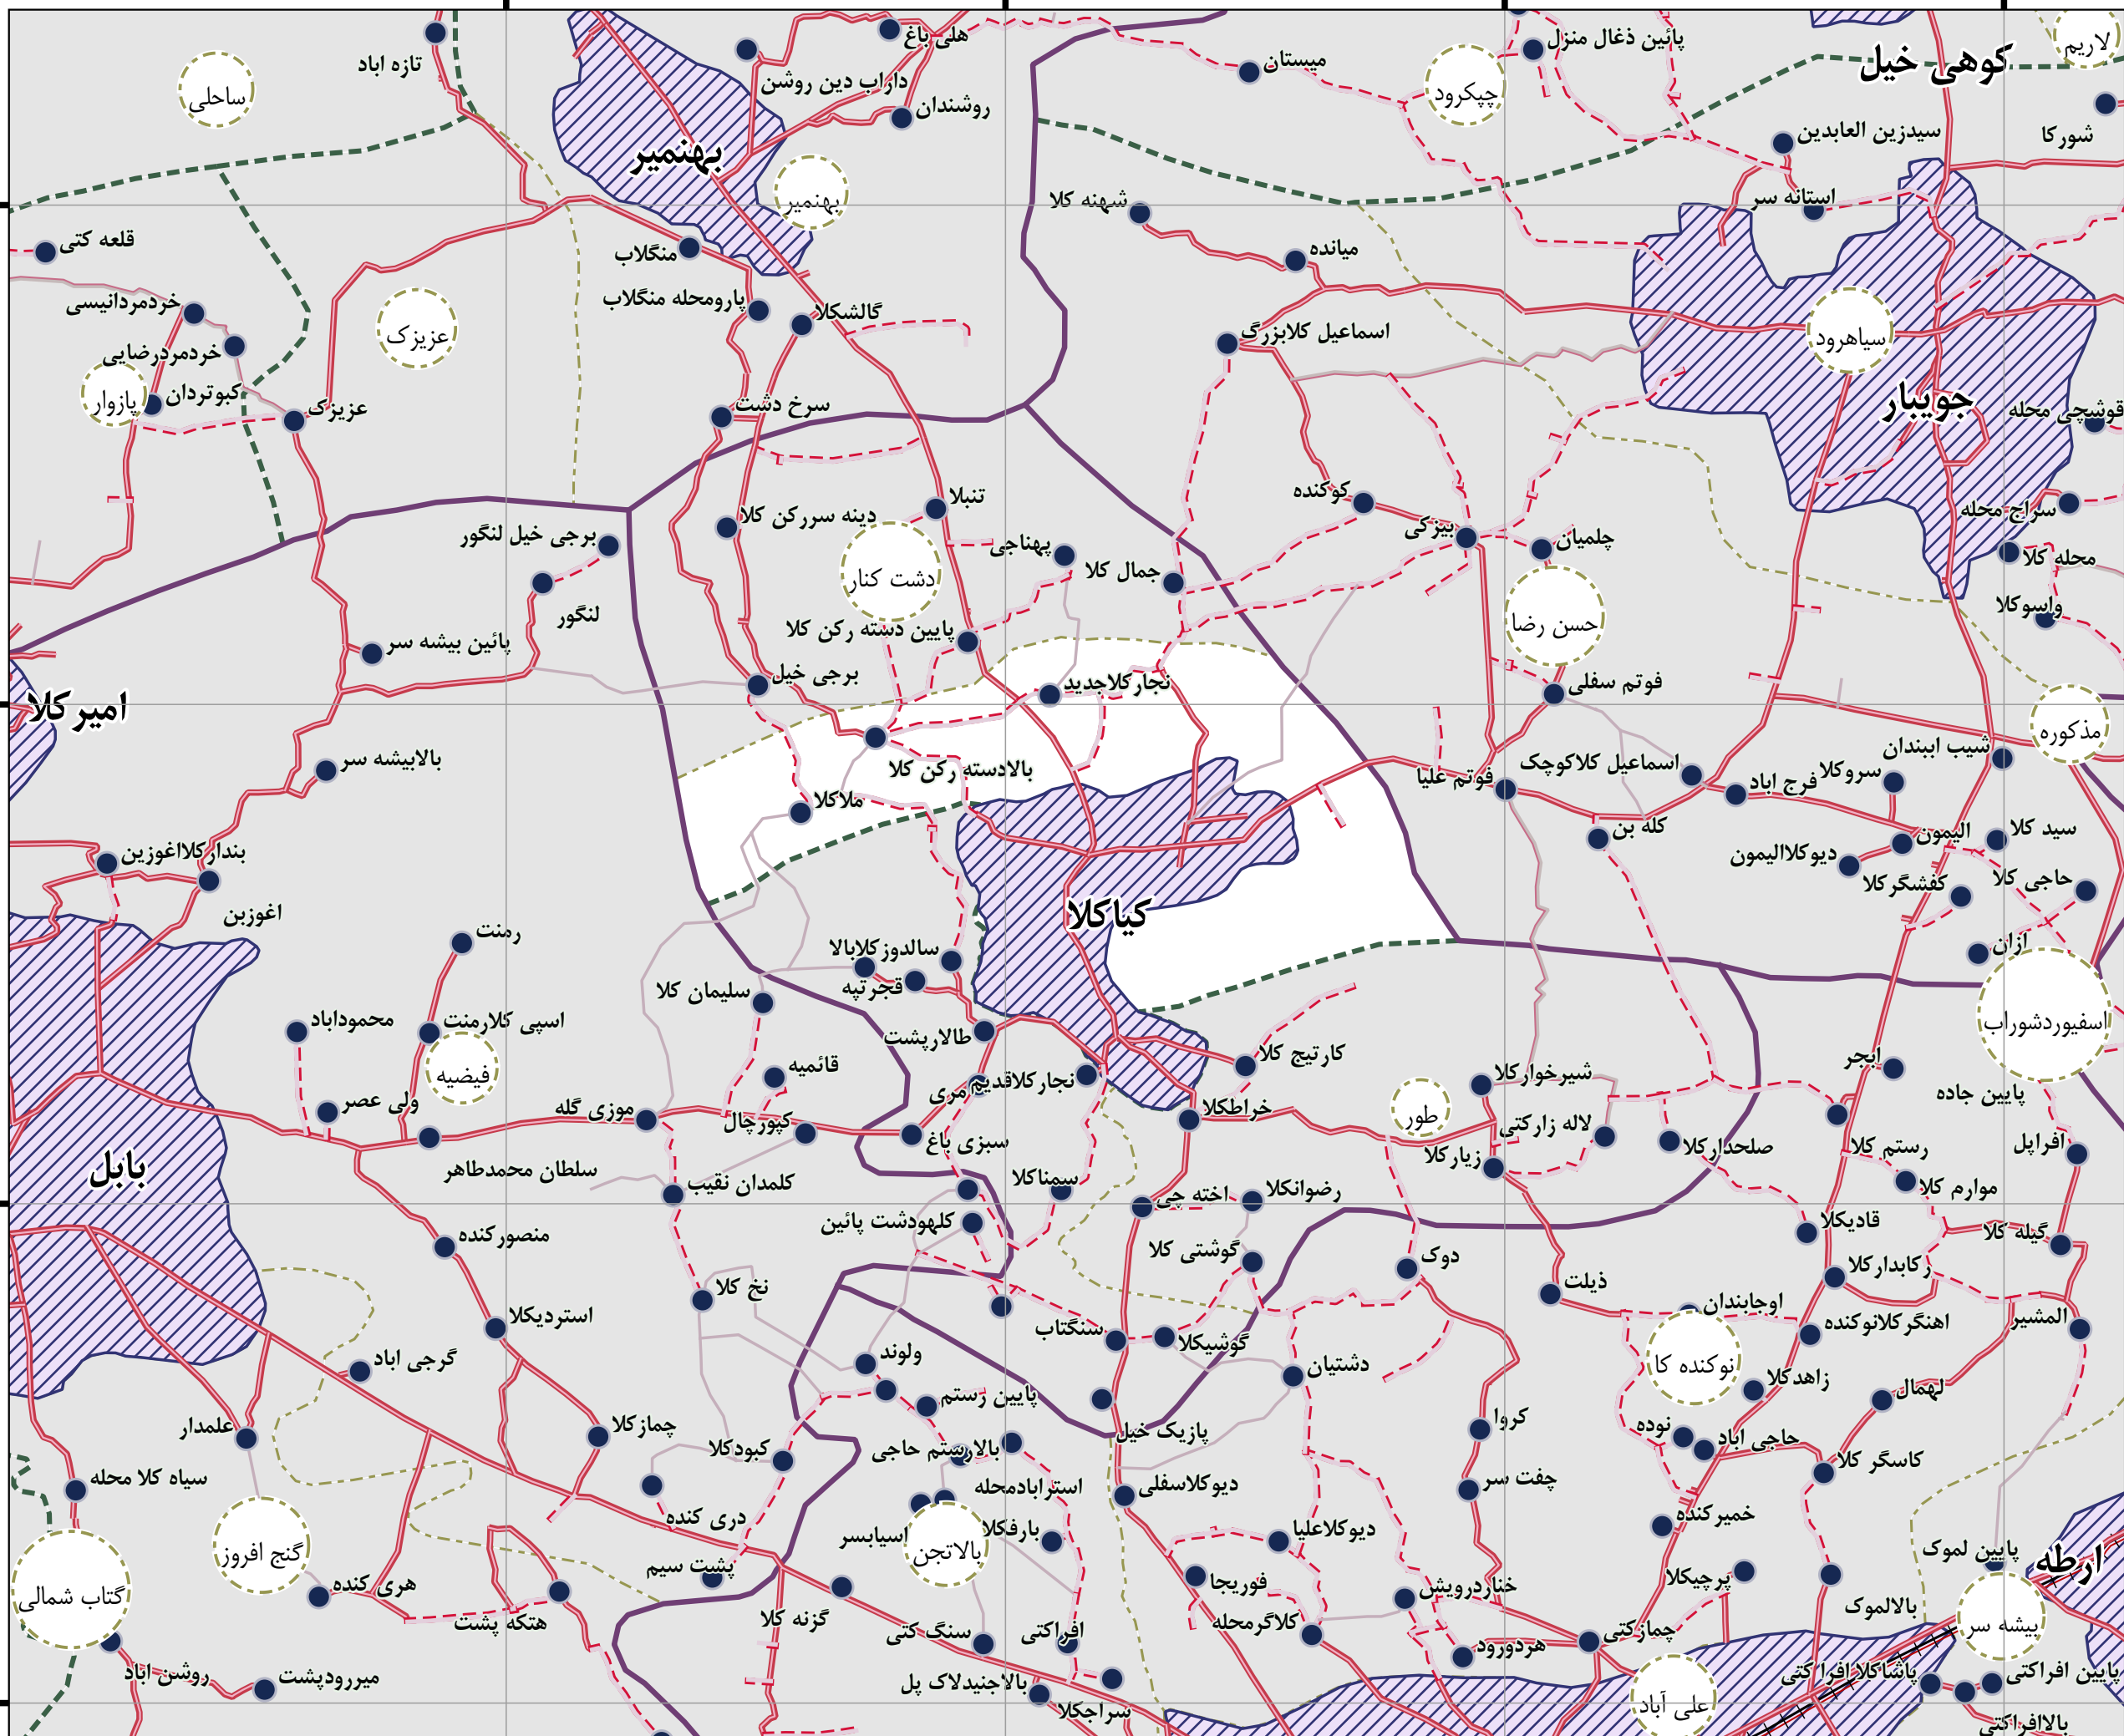 هلی باغ
تازه اباد
ساحلی
داراب دین روشن
روشندان
میستان
چپکرود
پائین ذغال منزل
کوهی خیل
لاریم
شورکا
سیدزین العابدین
استانه سر
بهنمیر
بهنمیر
شهنه کلا
میانده
قلعه کتی
منگلاب
پارومحله منگلاب
گالشکلا
خردمردانیسی
خردمردرضایی
عزیزک
کبوتردان
پازوار
عزیزک
اسماعیل کلابزرگ
سیاهرود
جویبار
قوشچی محله
سرخ دشت
کوکنده
تنبلا
دینه سررکن کلا
برجی خیل لنگور
لنگور
پهناجی
دشت کنار
جمال کلا
بیزکی
چلمیان
سراج محله
محله کلا
واسوکلا
حسن رضا
پایین دسته رکن کلا
پائین بیشه سر
برجی خیل
نجارکلاجدید
فوتم سفلی
امیرکلا
مذکوره
شیب ابیندان
بالابیشه سر
بالادسته رکن کلا
فوتم علیا
اسماعیل کلاکوچک
فرج اباد
سروکلا
ملاکلا
کله بن
الیمون
سید کلا
دیوکلاالیمون
بندارکلااغوزین
کفشگرکلا
حاجی کلا
اغوزبن
کیاکلا
رمنت
سالدوزکلابالا
ازان
قجرتپه
سلیمان کلا
اسفیوردشوراب
محموداباد
اسپی کلارمنت
طالارپشت
کارتیج کلا
فیضیه
قائمیه
نجارکلاقدیم
مری
شیرخوارکلا
ابجر
پایین جاده
ولی عصر
موزی گله
کپورچال
خراطکلا
طور
لاله زارکتی
سبزی باغ
صلحدارکلا
رستم کلا
افراپل
بابل
زیارکلا
سلطان محمدطاهر
کلمدان نقیب
سمناکلا
اخته چی
رضوانکلا
موارم کلا
کلهودشت پائین
قادیکلا
گیله کلا
منصورکنده
گوشتی کلا
دوک
رکابدارکلا
نخ کلا
ذیلت
اوجابندان
اهنگرکلانوکنده
المشیر
استردیکلا
سنگتاب
گوشیکلا
گرجی اباد
ولوند
دشتیان
نوکنده کا
زاهدکلا
لهمال
پایین رستم
علمدار
چمازکلا
پازیک خیل
کروا
نوده
حاجی اباد
کبودکلا
بالارستم حاجی
کاسگر کلا
سیاه کلا محله
استرابادمحله
دیوکلاسفلی
چفت سر
دری کنده
خمیرکنده
گنج افروز
اسیابسر
بارفکلا
بالاتجن
دیوکلاعلیا
پایین لموک
ارطه
گتاب شمالی
هری کنده
پشت سیم
فوریجا
خناردرویش
پرچیکلا
بالالموک
بیشه سر
هتکه پشت
گزنه کلا
سنگ کتی
افراکتی
کلاگرمحله
هردورود
چمازکتی
روشن اباد
میررودپشت
بالاجنیدلاک پل
سراجکلا
علی آباد
پاشاکلاافراکتی
پایین افراکتی
بالاافراکتی